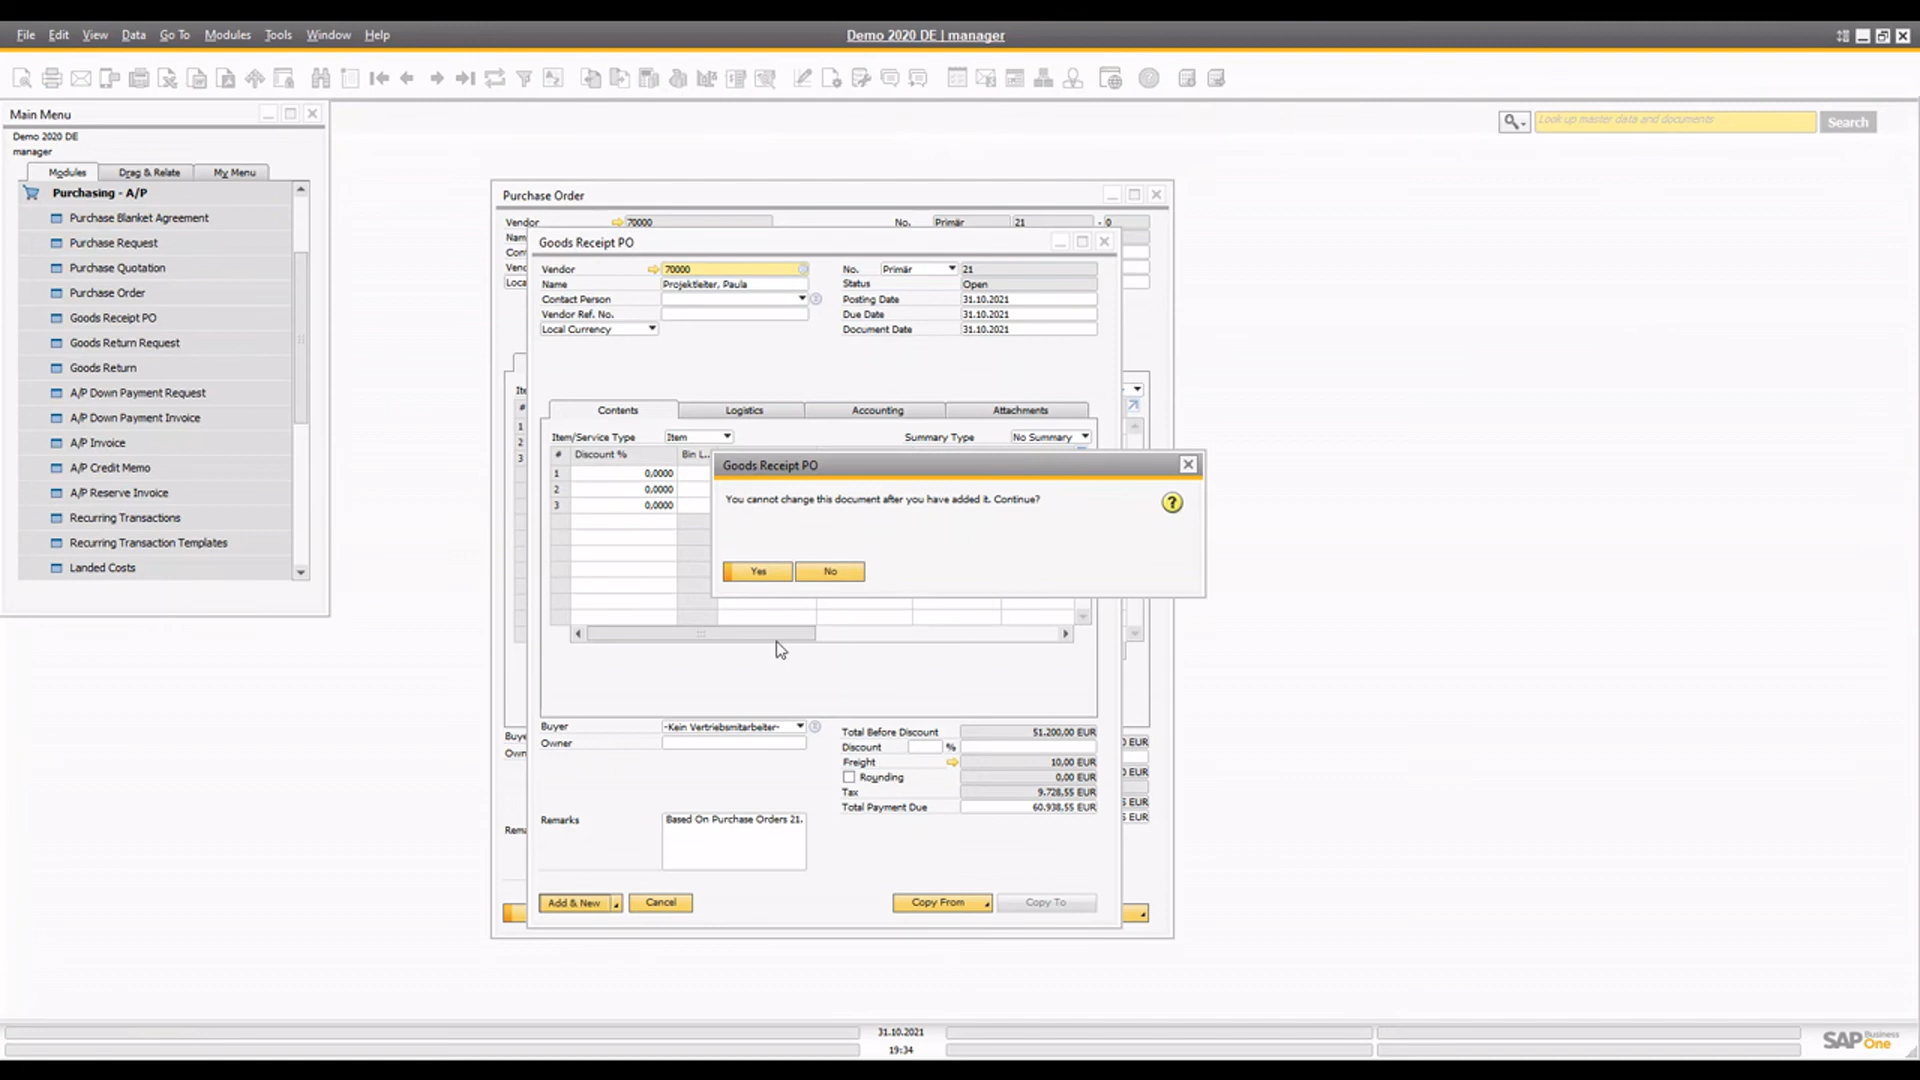 File Edit View Data Go To Modules Tools Window Help
Demo 2020 DE | manager
Main Menu
Look up master data and documents
Search
Demo 2020 DE
manager
Modules Drag & Relate My Menu
Purchasing - A/P
Purchase Blanket Agreement
Purchase Request
Purchase Quotation
Purchase Order
Goods Receipt PO
Goods Return Request
Goods Return
A/P Down Payment Request
A/P Down Payment Invoice
A/P Invoice
A/P Credit Memo
A/P Reserve Invoice
Recurring Transactions
Recurring Transaction Templates
Landed Costs
Purchase Order
Vendor 70000 No. Primär 21 - 0
Goods Receipt PO
Vendor 70000 No. Primär 21
Name Projektleiter, Paula Status Open
Contact Person Posting Date 31.10.2021
Vendor Ref. No. Due Date 31.10.2021
Local Currency Document Date 31.10.2021
Contents Logistics Accounting Attachments
Item/Service Type Item Summary Type No Summary
# Discount % Bin L...
1 0,0000
2 0,0000
3 0,0000
Goods Receipt PO
You cannot change this document after you have added it. Continue?
?
Yes No
Buyer -Kein Vertriebsmitarbeiter- Total Before Discount 51.200,00 EUR
Owner Discount %
Freight 10,00 EUR
Rounding 0,00 EUR
Tax 9.728,55 EUR
Total Payment Due 60.938,55 EUR
Remarks Based On Purchase Orders 21.
Add & New Cancel Copy From Copy To
31.10.2021
19:34
SAP Business One